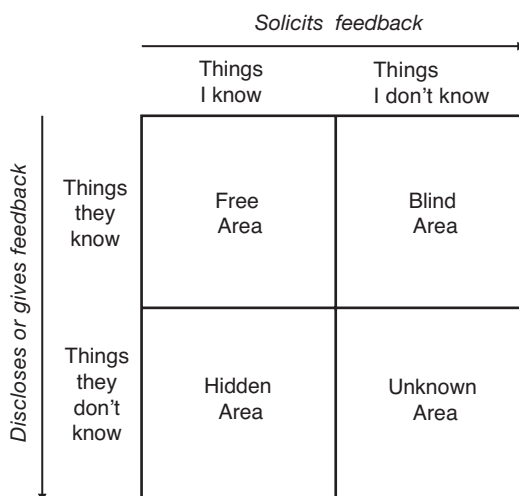 Solicits feedback
Things
I know
Things
I don't know
Discloses or gives feedback
Things
they
know
Free
Area
Blind
Area
Things
they
don't
know
Hidden
Area
Unknown
Area